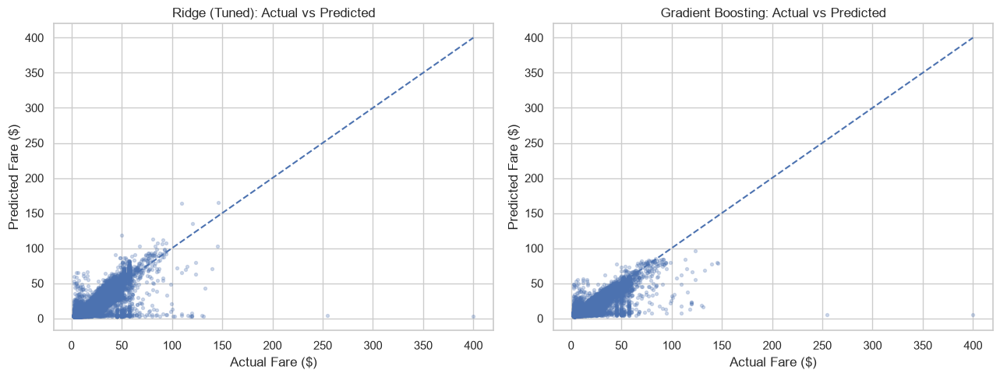 Ridge (Tuned): Actual vs Predicted
400
350
300
250
200
150
100
50
0
Predicted Fare ($)
0 50 100 150 200 250 300 350 400
Actual Fare ($)
Gradient Boosting: Actual vs Predicted
400
350
300
250
200
150
100
50
0
Predicted Fare ($)
0 50 100 150 200 250 300 350 400
Actual Fare ($)